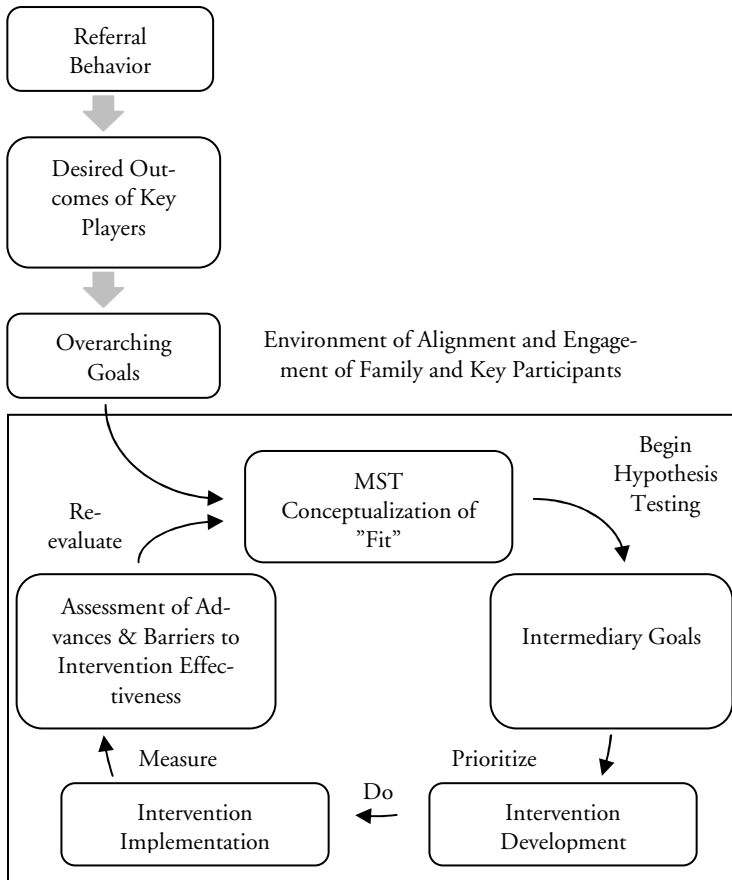 Referral
Behavior
Desired Out-
comes of Key
Players
Overarching
Goals
Environment of Alignment and Engage-
ment of Family and Key Participants
MST
Conceptualization of
”Fit”
Begin
Hypothesis
Testing
Re-
evaluate
Assessment of Ad-
vances & Barriers to
Intervention Effec-
tiveness
Intermediary Goals
Measure
Prioritize
Do
Intervention
Implementation
Intervention
Development